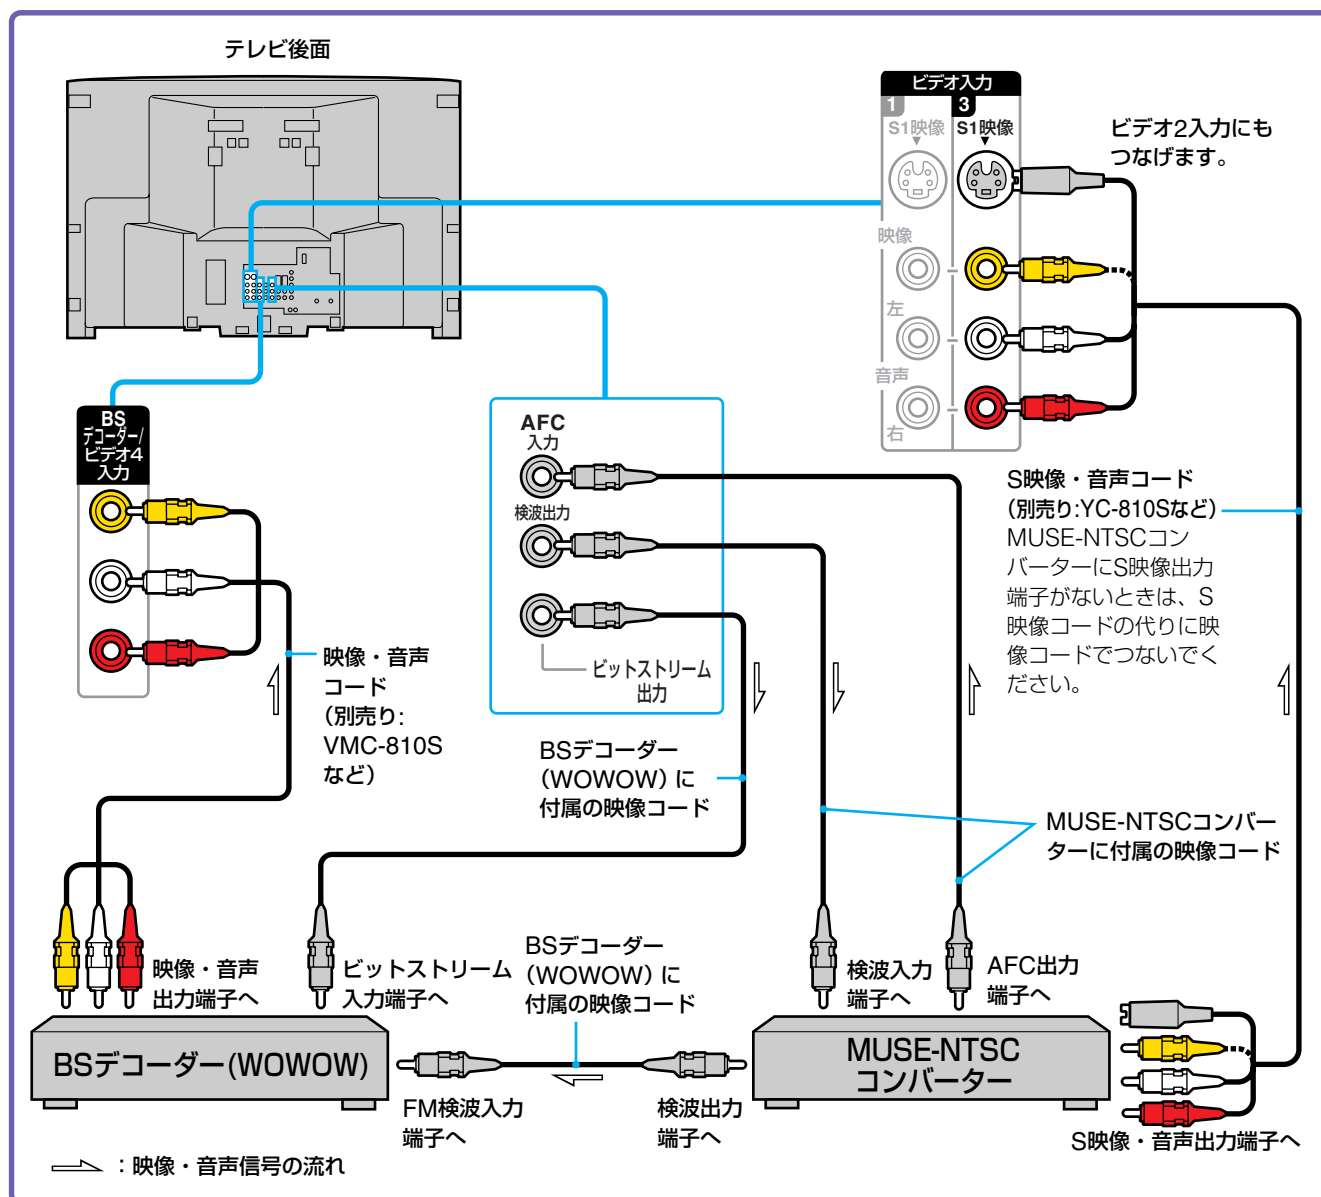 テレビ後面
ビデオ入力
1
3
S1映像
S1映像
映像
左
音声
右
ビデオ2入力にも
つなげます。
BS
デコーダー/
ビデオ4
入力
AFC
入力
検波出力
ビットストリーム
出力
S映像・音声コード
(別売り:YC-810Sなど)
MUSE-NTSCコン
バーターにS映像出力
端子がないときは、S
映像コードの代りに映
像コードでつないでく
ださい。
映像・音声
コード
(別売り:
VMC-810S
など)
BSデコーダー
(WOWOW)に
付属の映像コード
MUSE-NTSCコンバー
ターに付属の映像コード
映像・音声
出力端子へ
ビットストリーム
入力端子へ
BSデコーダー
(WOWOW)に
付属の映像コード
検波入力
端子へ
AFC出力
端子へ
BSデコーダー(WOWOW)
MUSE-NTSC
コンバーター
FM検波入力
端子へ
検波出力
端子へ
S映像・音声出力端子へ
:映像・音声信号の流れ